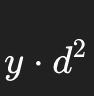 y · d²